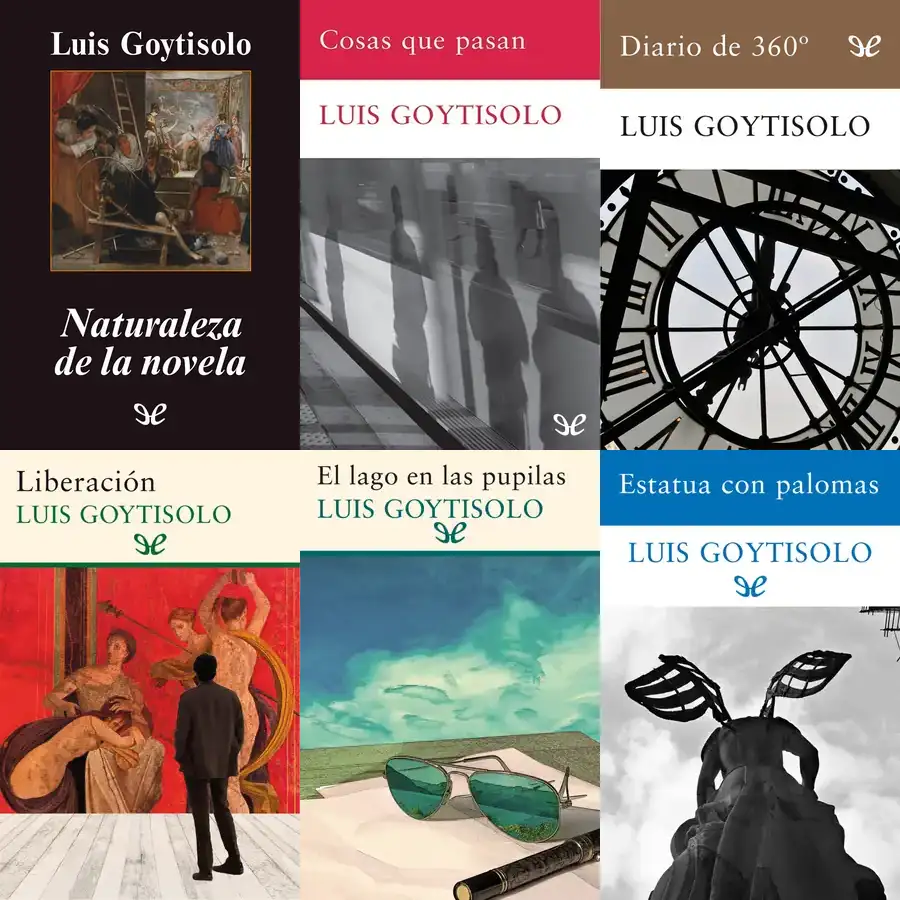 Luis Goytisolo
Naturaleza
de la novela
Cosas que pasan
LUIS GOYTISOLO
Diario de 360º
LUIS GOYTISOLO
Liberación
LUIS GOYTISOLO
El lago en las pupilas
LUIS GOYTISOLO
Estatua con palomas
LUIS GOYTISOLO